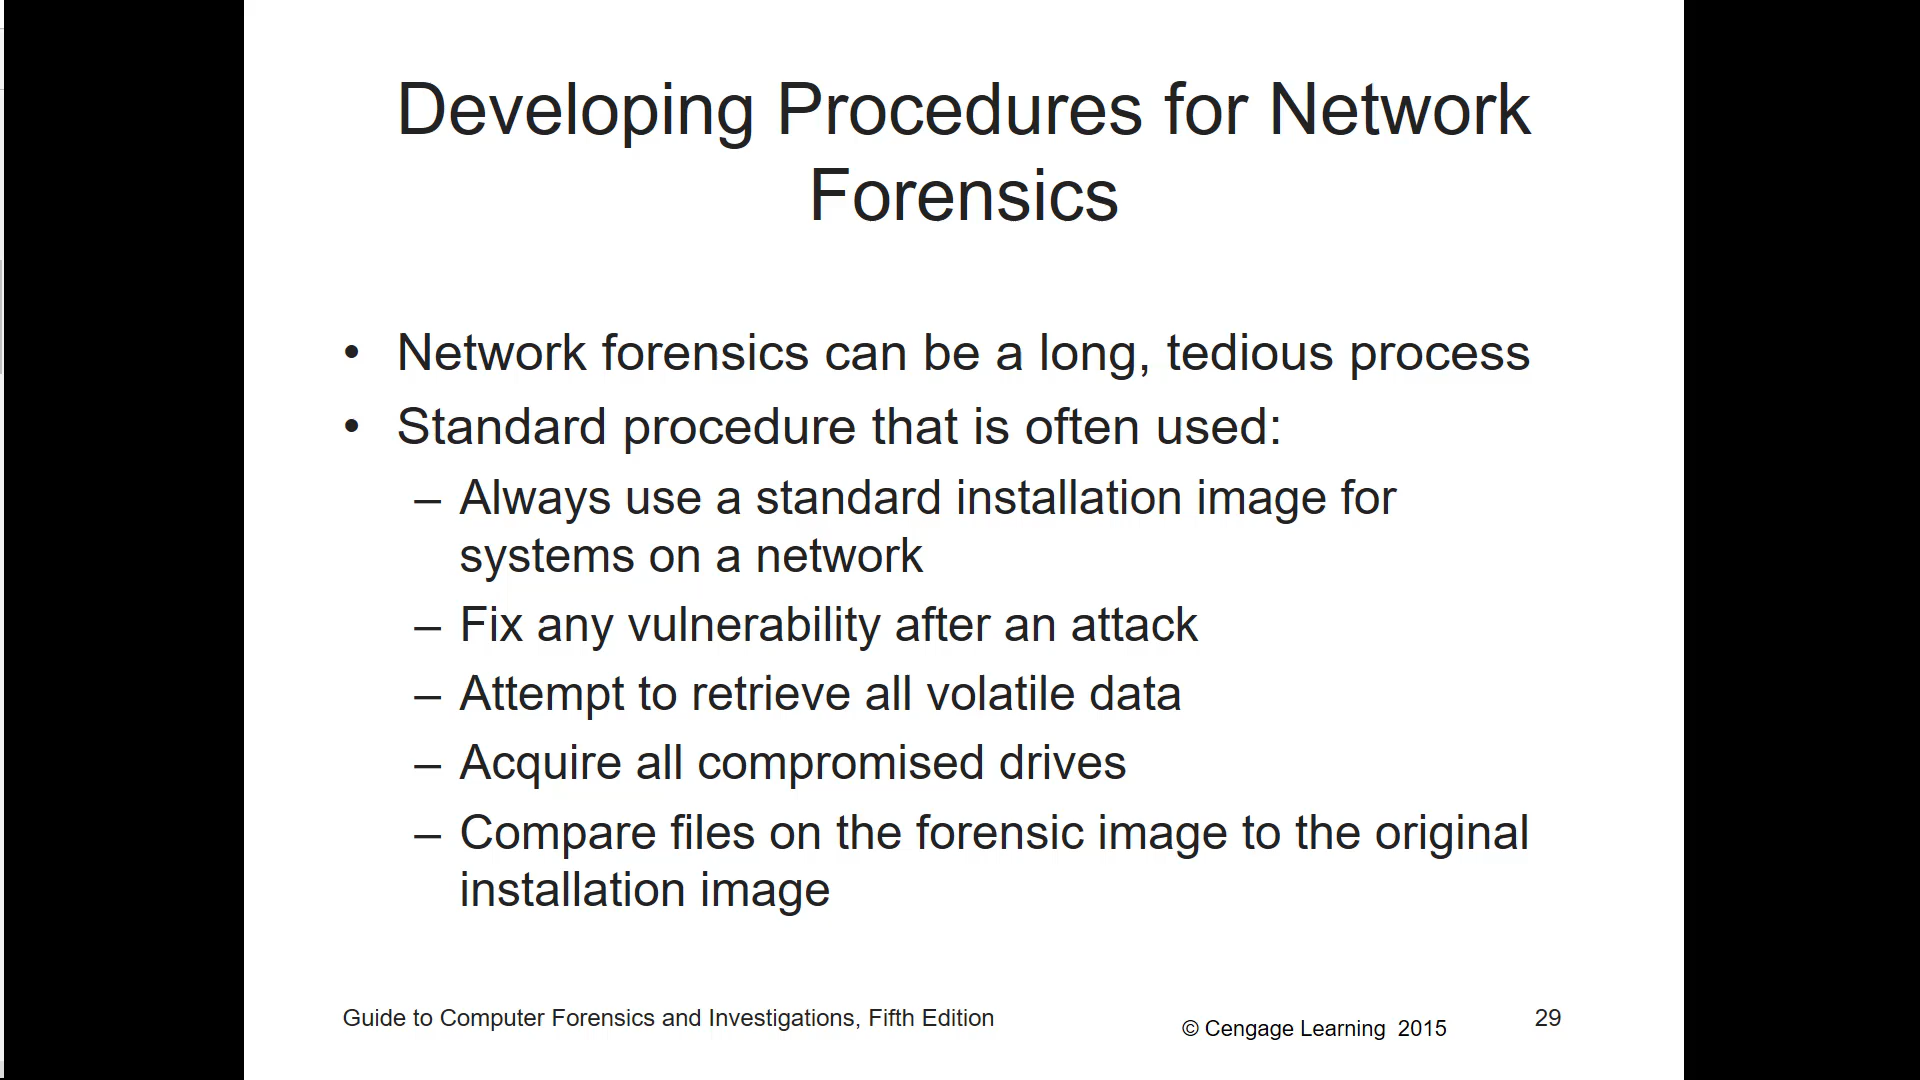 Developing Procedures for Network
Forensics
• Network forensics can be a long, tedious process
• Standard procedure that is often used:
– Always use a standard installation image for
systems on a network
– Fix any vulnerability after an attack
– Attempt to retrieve all volatile data
– Acquire all compromised drives
– Compare files on the forensic image to the original
installation image
Guide to Computer Forensics and Investigations, Fifth Edition
© Cengage Learning 2015
29